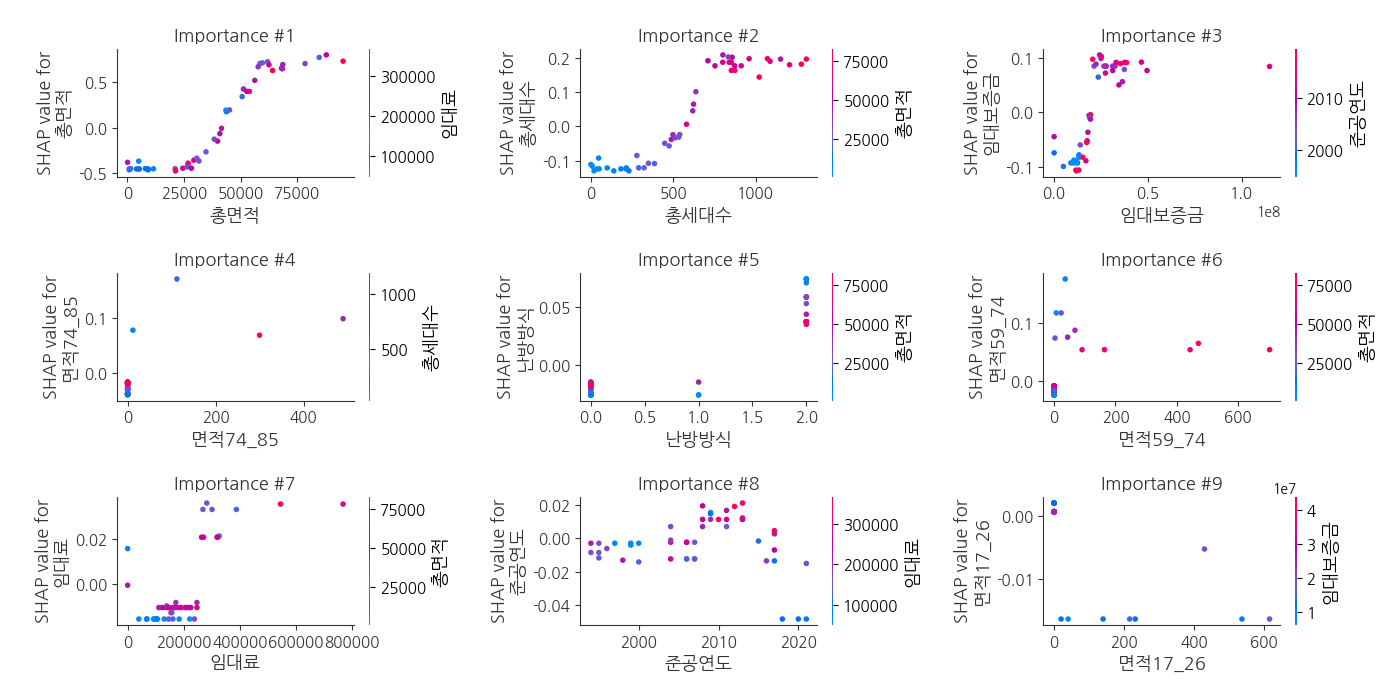 Importance #1
SHAP value for
총면적
0.5
0.0
-0.5
0
25000
50000
75000
총면적
300000
200000
100000
임대료
Importance #2
SHAP value for
총세대수
0.2
0.1
0.0
-0.1
0
500
1000
총세대수
75000
50000
25000
총면적
Importance #3
SHAP value for
임대보증금
0.1
0.0
-0.1
0.0
0.5
1.0
1e8
임대보증금
2010
2000
준공연도
Importance #4
SHAP value for
면적74_85
0.1
0.0
0
200
400
면적74_85
1000
500
총세대수
Importance #5
SHAP value for
난방방식
0.05
0.00
0.0
0.5
1.0
1.5
2.0
난방방식
75000
50000
25000
총면적
Importance #6
SHAP value for
면적59_74
0.1
0.0
0
200
400
600
면적59_74
75000
50000
25000
총면적
Importance #7
SHAP value for
임대료
0.02
0.00
0
200000
400000
600000
800000
임대료
75000
50000
25000
총면적
Importance #8
SHAP value for
준공연도
0.02
0.00
-0.02
-0.04
2000
2010
2020
준공연도
300000
200000
100000
임대료
Importance #9
SHAP value for
면적17_26
0.00
-0.01
0
200
400
600
면적17_26
1e7
4
3
2
1
임대보증금